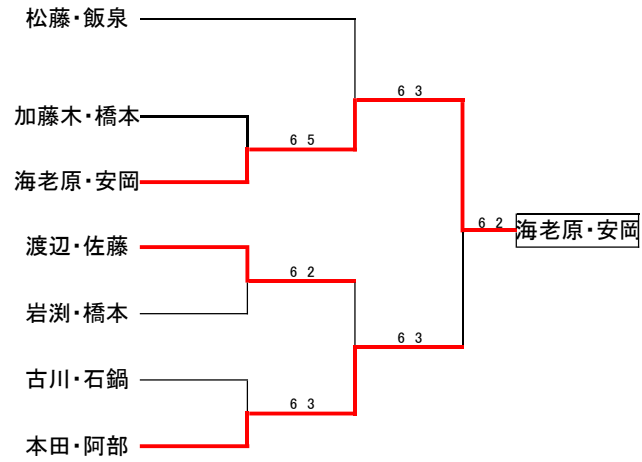 松藤・飯泉
6 3
加藤木・橋本
6 5
海老原・安岡
6 2
海老原・安岡
渡辺・佐藤
6 2
岩渕・橋本
6 3
古川・石鍋
6 3
本田・阿部